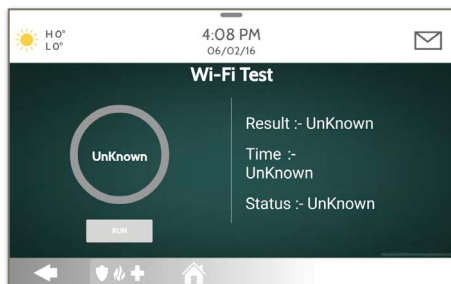 H 0°
L 0°
4:08 PM
06/02/16
Wi-Fi Test
UnKnown
RUN
Result :- UnKnown
Time :-
UnKnown
Status :- UnKnown